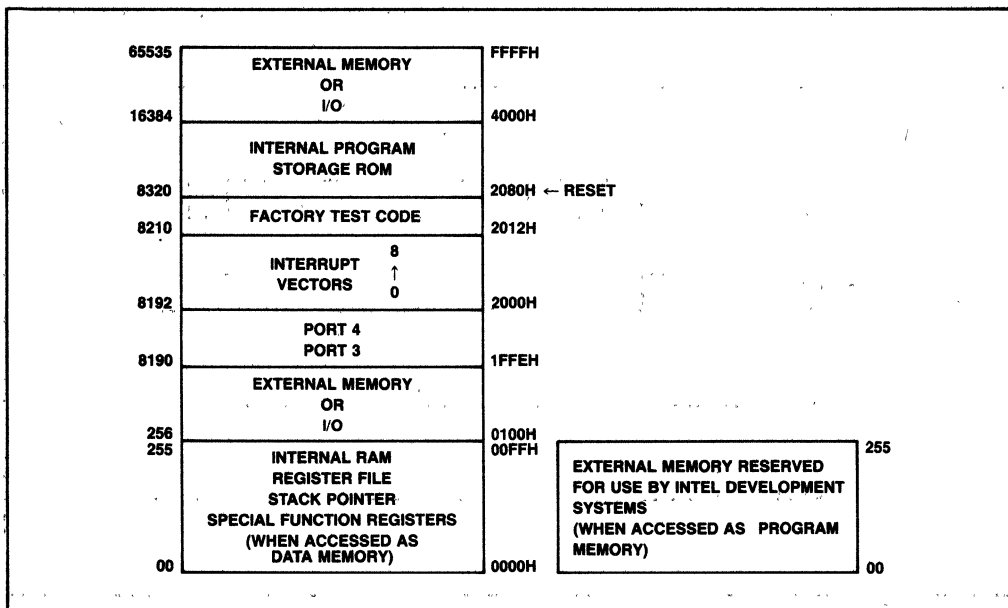 65535 FFFFH
EXTERNAL MEMORY
OR
I/O
16384 4000H
INTERNAL PROGRAM
STORAGE ROM
8320 2080H ← RESET
FACTORY TEST CODE
8210 2012H
8
INTERRUPT ↑
VECTORS
0
8192 2000H
PORT 4
PORT 3
8190 1FFEH
EXTERNAL MEMORY
OR
I/O
256 0100H
255 00FFH
INTERNAL RAM
REGISTER FILE
STACK POINTER
SPECIAL FUNCTION REGISTERS
(WHEN ACCESSED AS
DATA MEMORY)
00 0000H
255
EXTERNAL MEMORY RESERVED
FOR USE BY INTEL DEVELOPMENT
SYSTEMS
(WHEN ACCESSED AS PROGRAM
MEMORY)
00